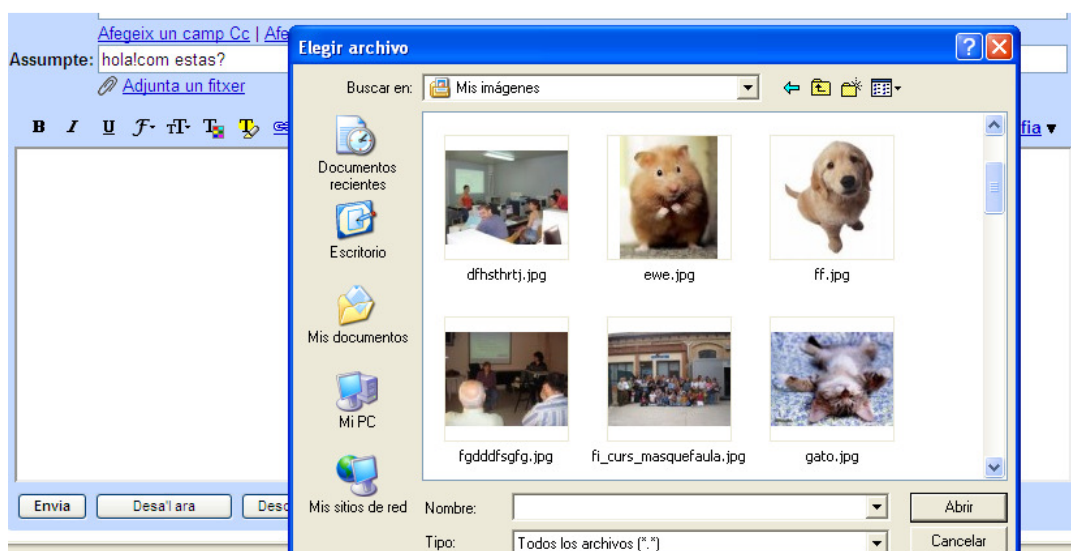 Afegeix un camp Cc | Afe
Assumpte: hola!com estas?
Adjunta un fitxer
B I U
fia
Envia
Desa'l ara
Desc
Elegir archivo
Buscar en: Mis imágenes
Documentos
recientes
Escritorio
Mis documentos
Mi PC
Mis sitios de red
dfhsthrtj.jpg
ewe.jpg
ff.jpg
fgdddfsgfg.jpg
fi_curs_masquefaula.jpg
gato.jpg
Nombre:
Abrir
Tipo: Todos los archivos (*.*)
Cancelar